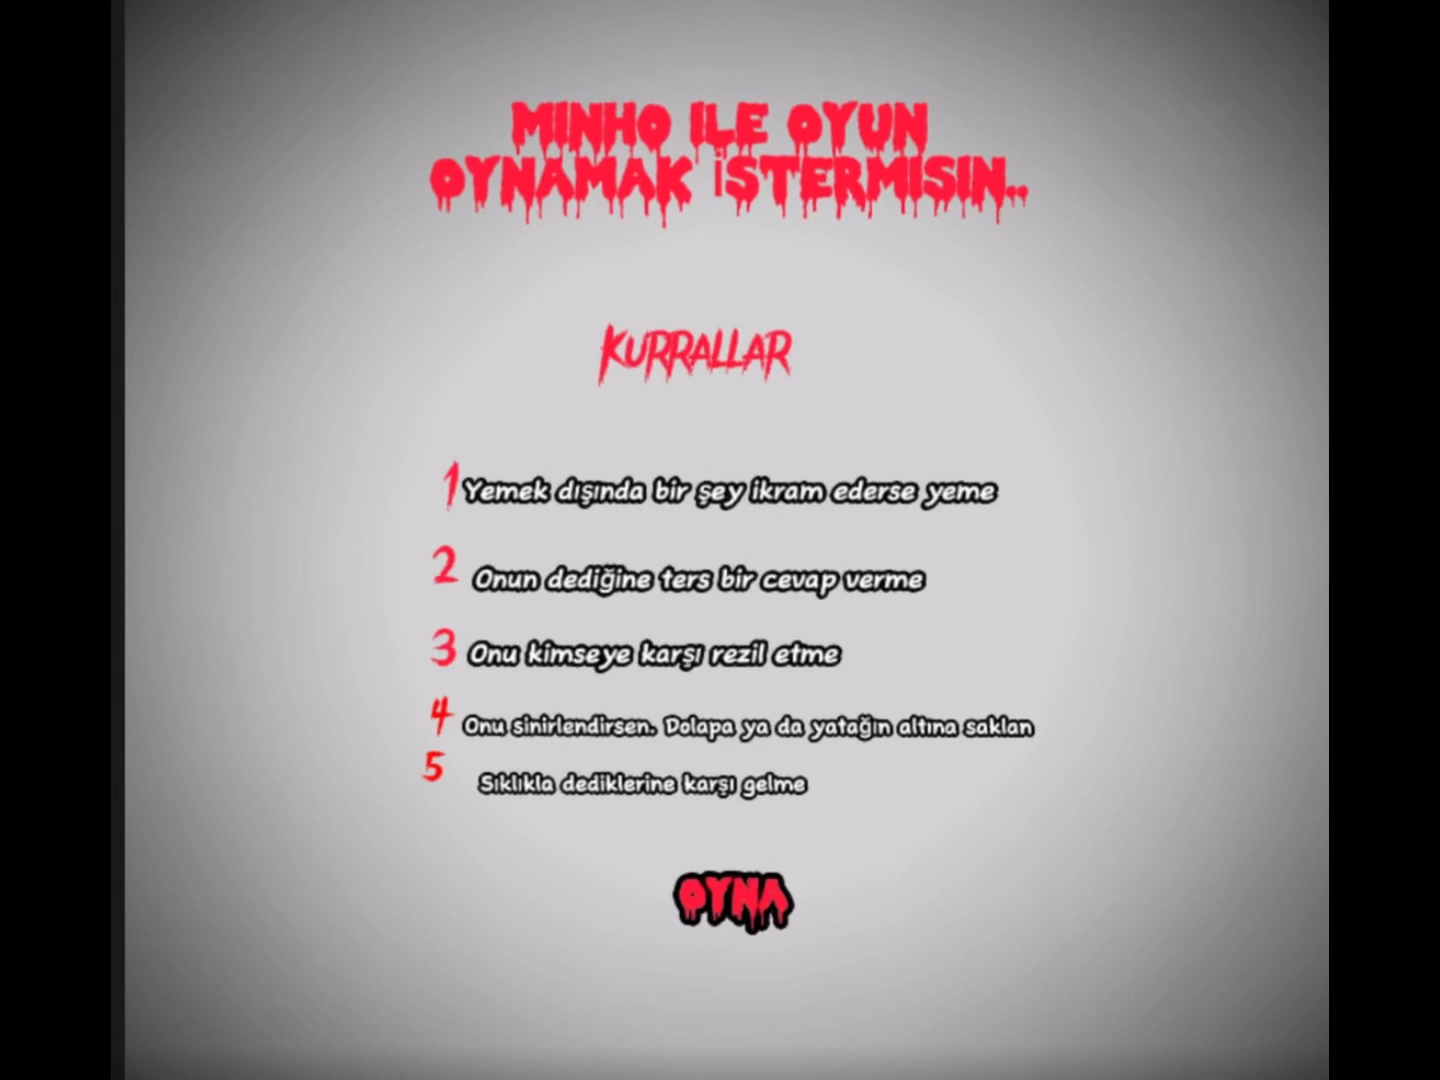 MINHO ILE OYUN
OYNAMAK İSTERMISIN..
KURRALLAR
1 Yemek dışında bir şey ikram ederse yeme
2 Onun dediğine ters bir cevap verme
3 Onu kimseye karşı rezil etme
4 Onu sinirlendirsen. Dolapa ya da yatağın altına saklan
5 Sıklıkla dediklerine karşı gelme
OYNA